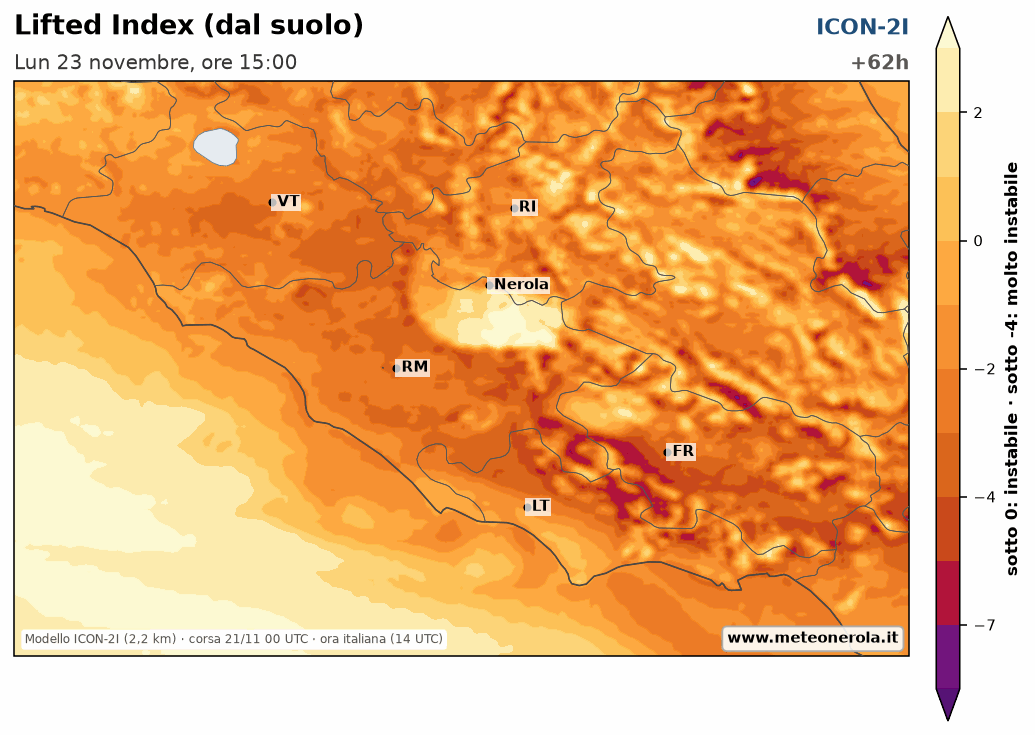 Lifted Index (dal suolo)
ICON-2I
Lun 23 novembre, ore 15:00
+62h
VT
RI
Nerola
RM
FR
LT
Modello ICON-2I (2,2 km) · corsa 21/11 00 UTC · ora italiana (14 UTC)
www.meteonerola.it
2
0
−2
−4
−7
sotto 0: instabile · sotto -4: molto instabile